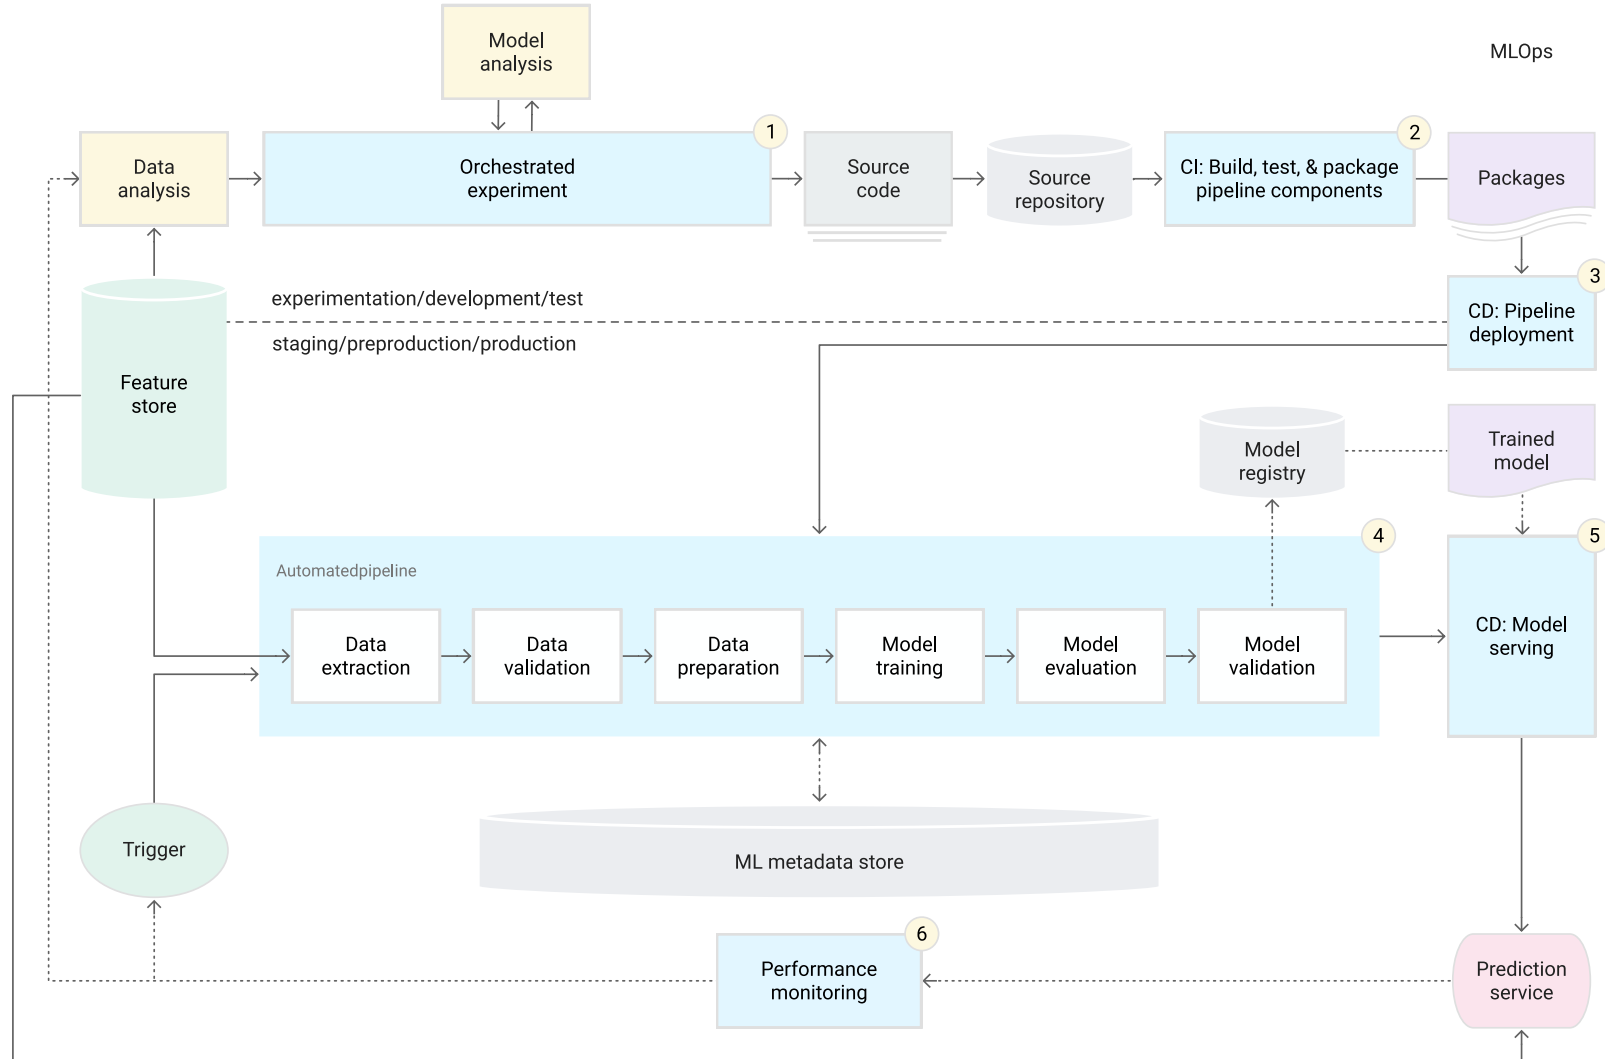 Model
analysis
MLOps
1
2
Data
analysis
Orchestrated
experiment
Source
code
Source
repository
CI: Build, test, & package
pipeline components
Packages
3
experimentation/development/test
CD: Pipeline
deployment
staging/preproduction/production
Feature
store
Model
registry
Trained
model
4
5
Automatedpipeline
Data
extraction
Data
validation
Data
preparation
Model
training
Model
evaluation
Model
validation
CD: Model
serving
Trigger
ML metadata store
6
Performance
monitoring
Prediction
service